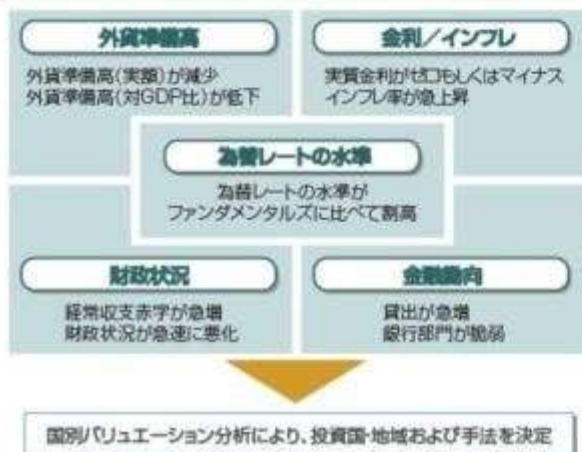 外貨準備高
外貨準備高(実額)が減少
外貨準備高(対GDP比)が低下
金利／インフレ
実質金利がゼロもしくはマイナス
インフレ率が急上昇
為替レートの水準
為替レートの水準が
ファンダメンタルズに比べて割高
財政状況
経常収支赤字が急増
財政状況が急速に悪化
金融動向
貸出が急増
銀行部門が脆弱
国別バリュエーション分析により、投資国・地域および手法を決定